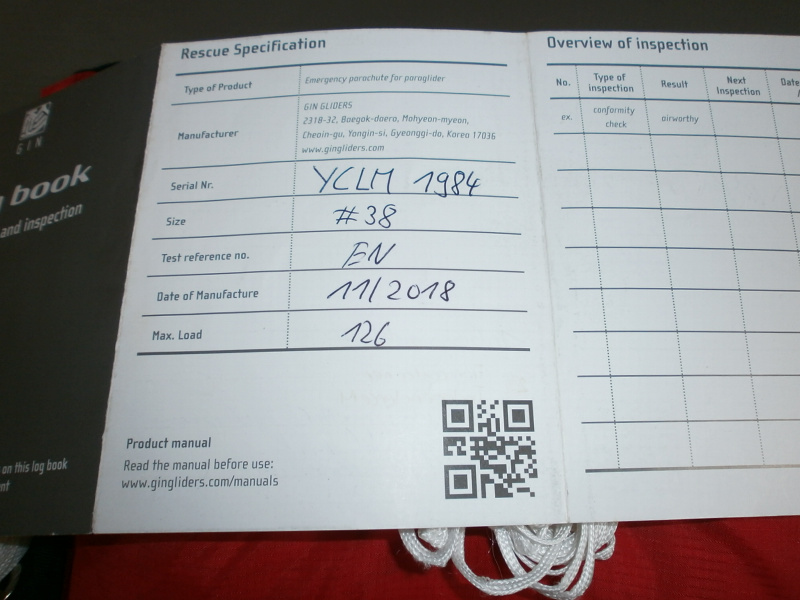 GIN
book
and inspection
on this log book
Rescue Specification
Type of Product Emergency parachute for paraglider
Manufacturer GIN GLIDERS
2318-32, Baegok-daero, Mohyeon-myeon,
Cheoin-gu, Yongin-si, Gyeonggi-do, Korea 17036
www.gingliders.com
Serial Nr. YCLM 1984
Size #38
Test reference no. EN
Date of Manufacture 11/2018
Max. Load 126
Product manual
Read the manual before use:
www.gingliders.com/manuals
Overview of inspection
No. Type of inspection Result Next Inspection Date
ex. conformity check airworthy